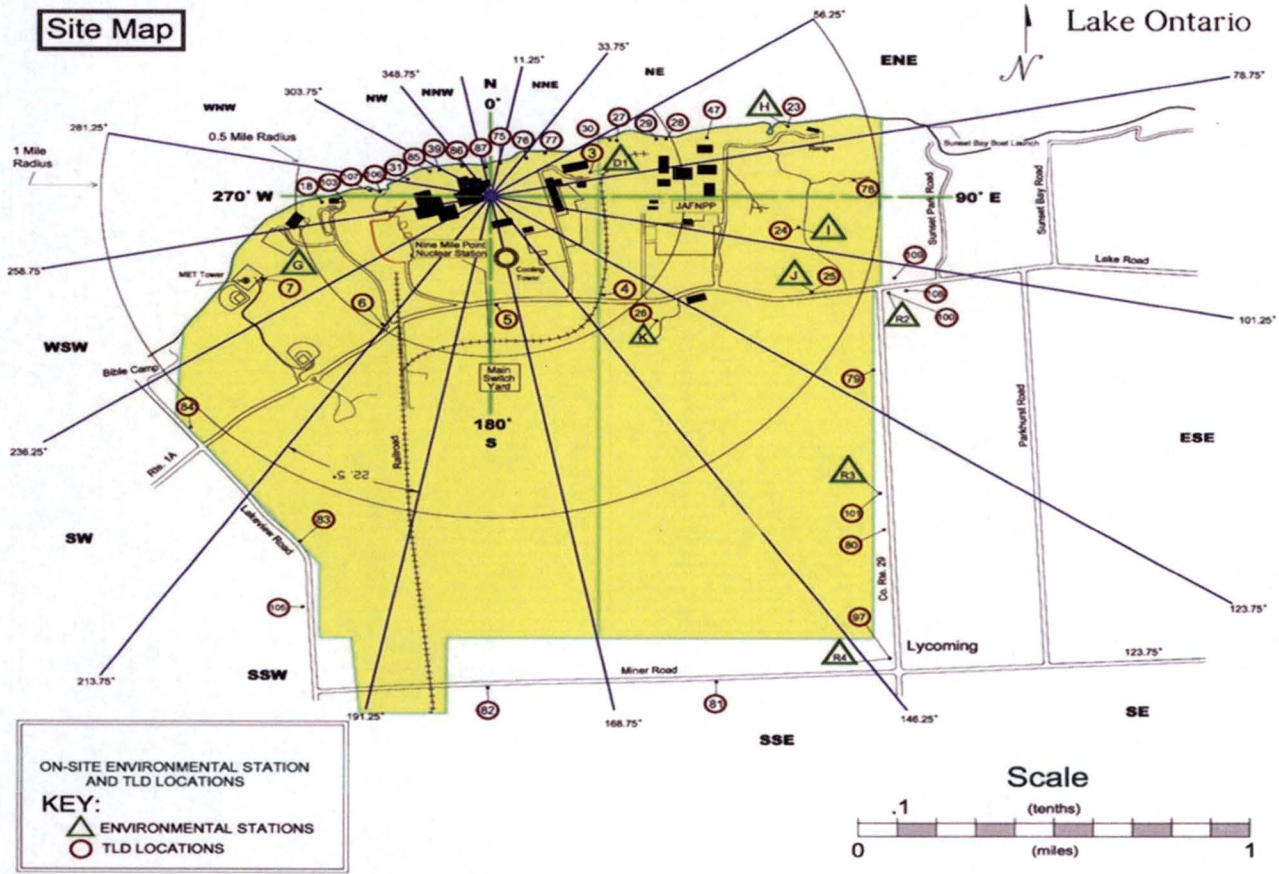 Site Map
Lake Ontario
N
56.25°
33.75°
11.25°
348.75°
303.75°
281.25°
78.75°
ENE
NE
NNE
N
0°
NNW
NW
WNW
0.5 Mile Radius
1 Mile
Radius
H
23
47
28
29
27
30
3
D1
77
76
75
87
86
39
85
31
106
107
103
18
Range
Sunset Bay Boat Launch
270° W
90° E
JAFNPP
78
Sunset Park Road
Sunset Bay Road
24
I
Nine Mile Point
Nuclear Station
Cooling
Tower
258.75°
MET Tower
G
7
6
5
4
26
K
J
25
109
108
100
R2
Lake Road
101.25°
WSW
Bible Camp
Main
Switch
Yard
180°
S
79
Parkhurst Road
84
236.25°
Rte. 1A
Railroad
22.5°
ESE
R3
101
80
SW
Lakeview Road
83
105
Co. Rte. 29
97
123.75°
Lycoming
R4
123.75°
Miner Road
SSW
213.75°
191.25°
82
168.75°
81
146.25°
SE
SSE
ON-SITE ENVIRONMENTAL STATION
AND TLD LOCATIONS
KEY:
ENVIRONMENTAL STATIONS
TLD LOCATIONS
Scale
.1
(tenths)
0
(miles)
1